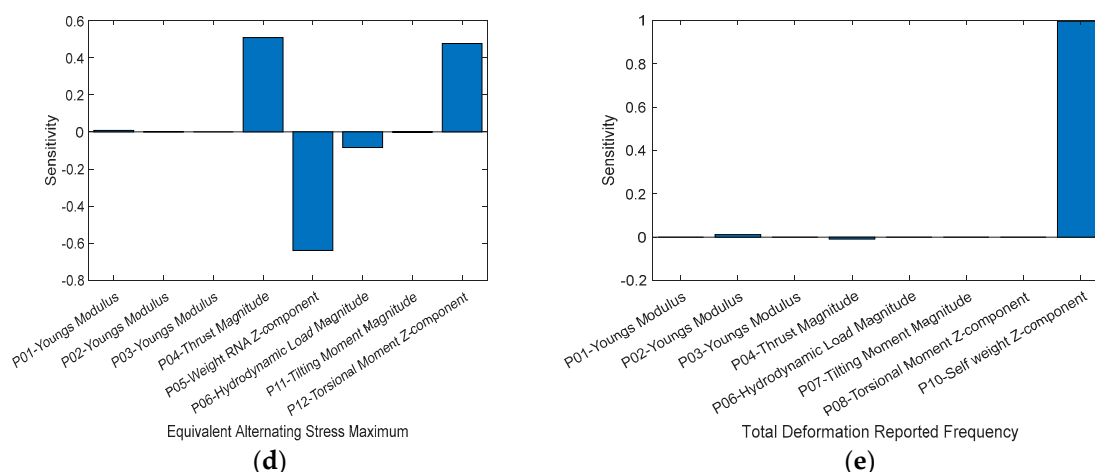 0.6
0.4
0.2
0
-0.2
-0.4
-0.6
-0.8
Sensitivity
P01-Youngs Modulus
P02-Youngs Modulus
P03-Youngs Modulus
P04-Thrust Magnitude
P05-Weight RNA Z-component
P06-Hydrodynamic Load Magnitude
P11-Tilting Moment Magnitude
P12-Torsional Moment Z-component
Equivalent Alternating Stress Maximum
(d)
1
0.8
0.6
0.4
0.2
0
-0.2
Sensitivity
P01-Youngs Modulus
P02-Youngs Modulus
P03-Youngs Modulus
P04-Thrust Magnitude
P06-Hydrodynamic Load Magnitude
P07-Tilting Moment Magnitude
P08-Torsional Moment Z-component
P10-Self weight Z-component
Total Deformation Reported Frequency
(e)